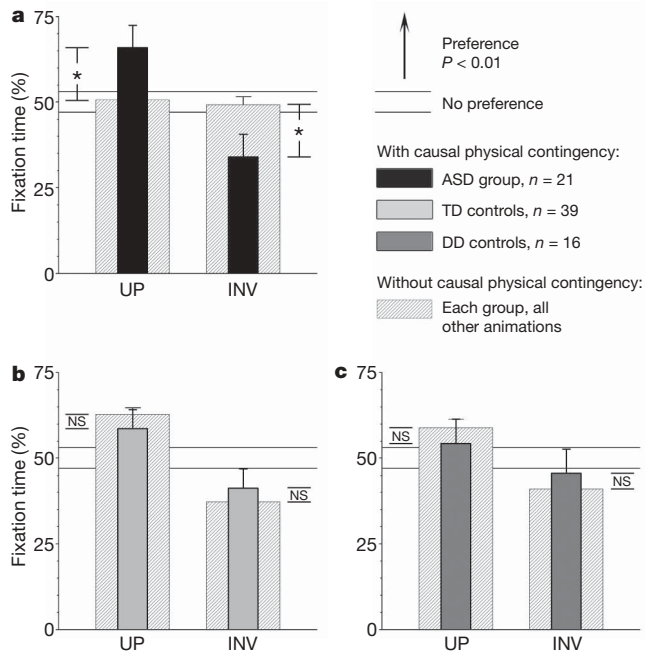 a
75
50
25
0
Fixation time (%)
*
*
UP
INV
Preference
P < 0.01
No preference
With causal physical contingency:
ASD group, n = 21
TD controls, n = 39
DD controls, n = 16
Without causal physical contingency:
Each group, all
other animations
b
75
50
25
0
Fixation time (%)
NS
NS
UP
INV
c
75
50
25
0
NS
NS
UP
INV